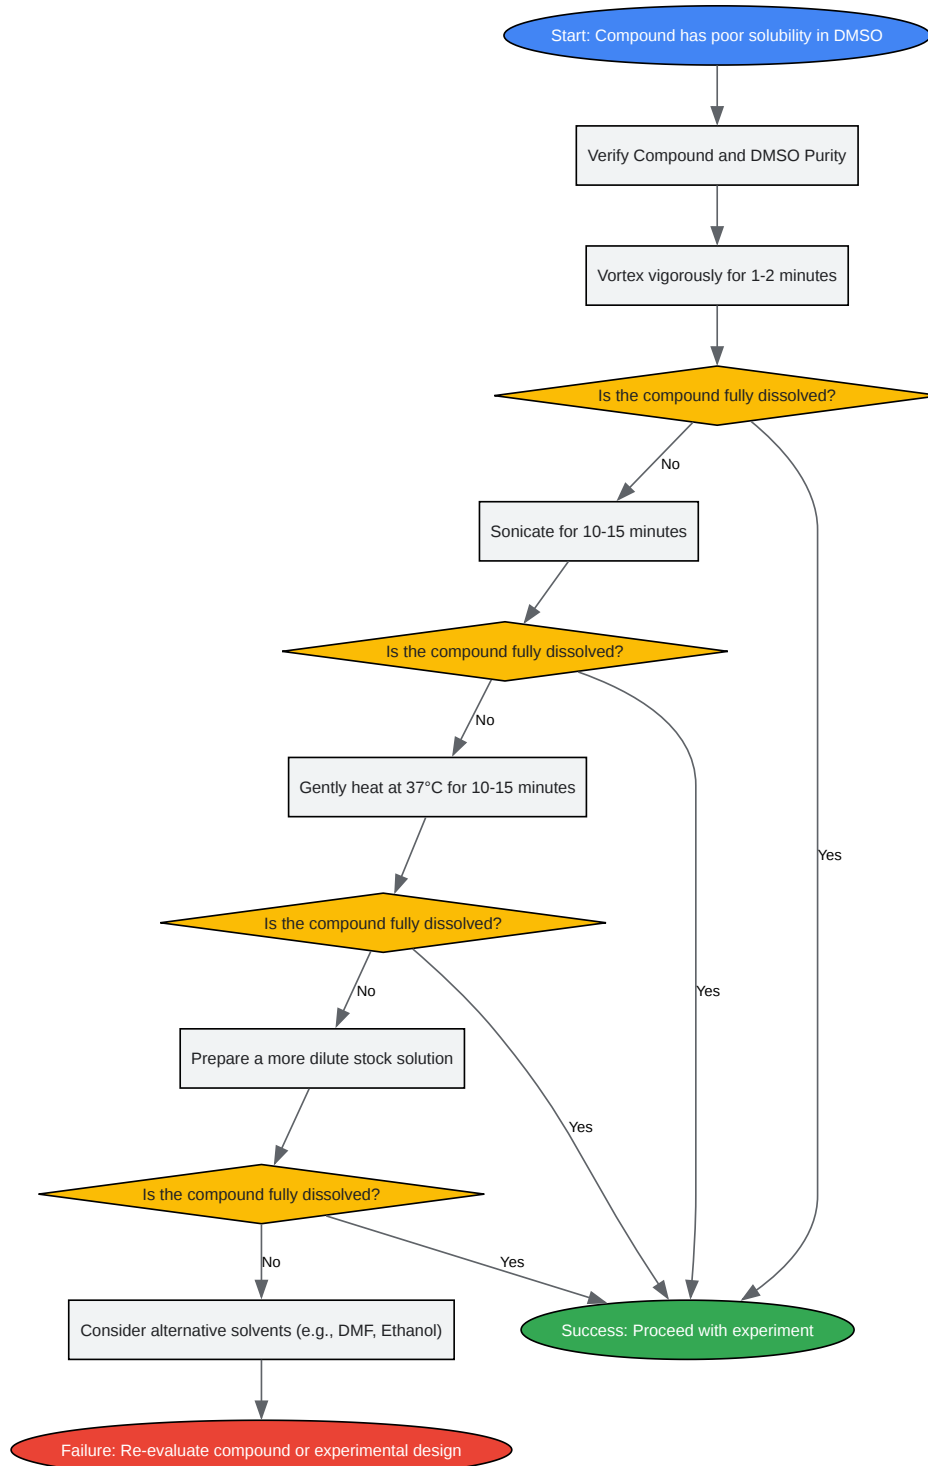 Start: Compound has poor solubility in DMSO
Verify Compound and DMSO Purity
Vortex vigorously for 1-2 minutes
Is the compound fully dissolved?
No
Sonicate for 10-15 minutes
Is the compound fully dissolved?
No
Gently heat at 37°C for 10-15 minutes
Yes
Is the compound fully dissolved?
No
Yes
Prepare a more dilute stock solution
Yes
Is the compound fully dissolved?
No
Yes
Consider alternative solvents (e.g., DMF, Ethanol)
Success: Proceed with experiment
Failure: Re-evaluate compound or experimental design